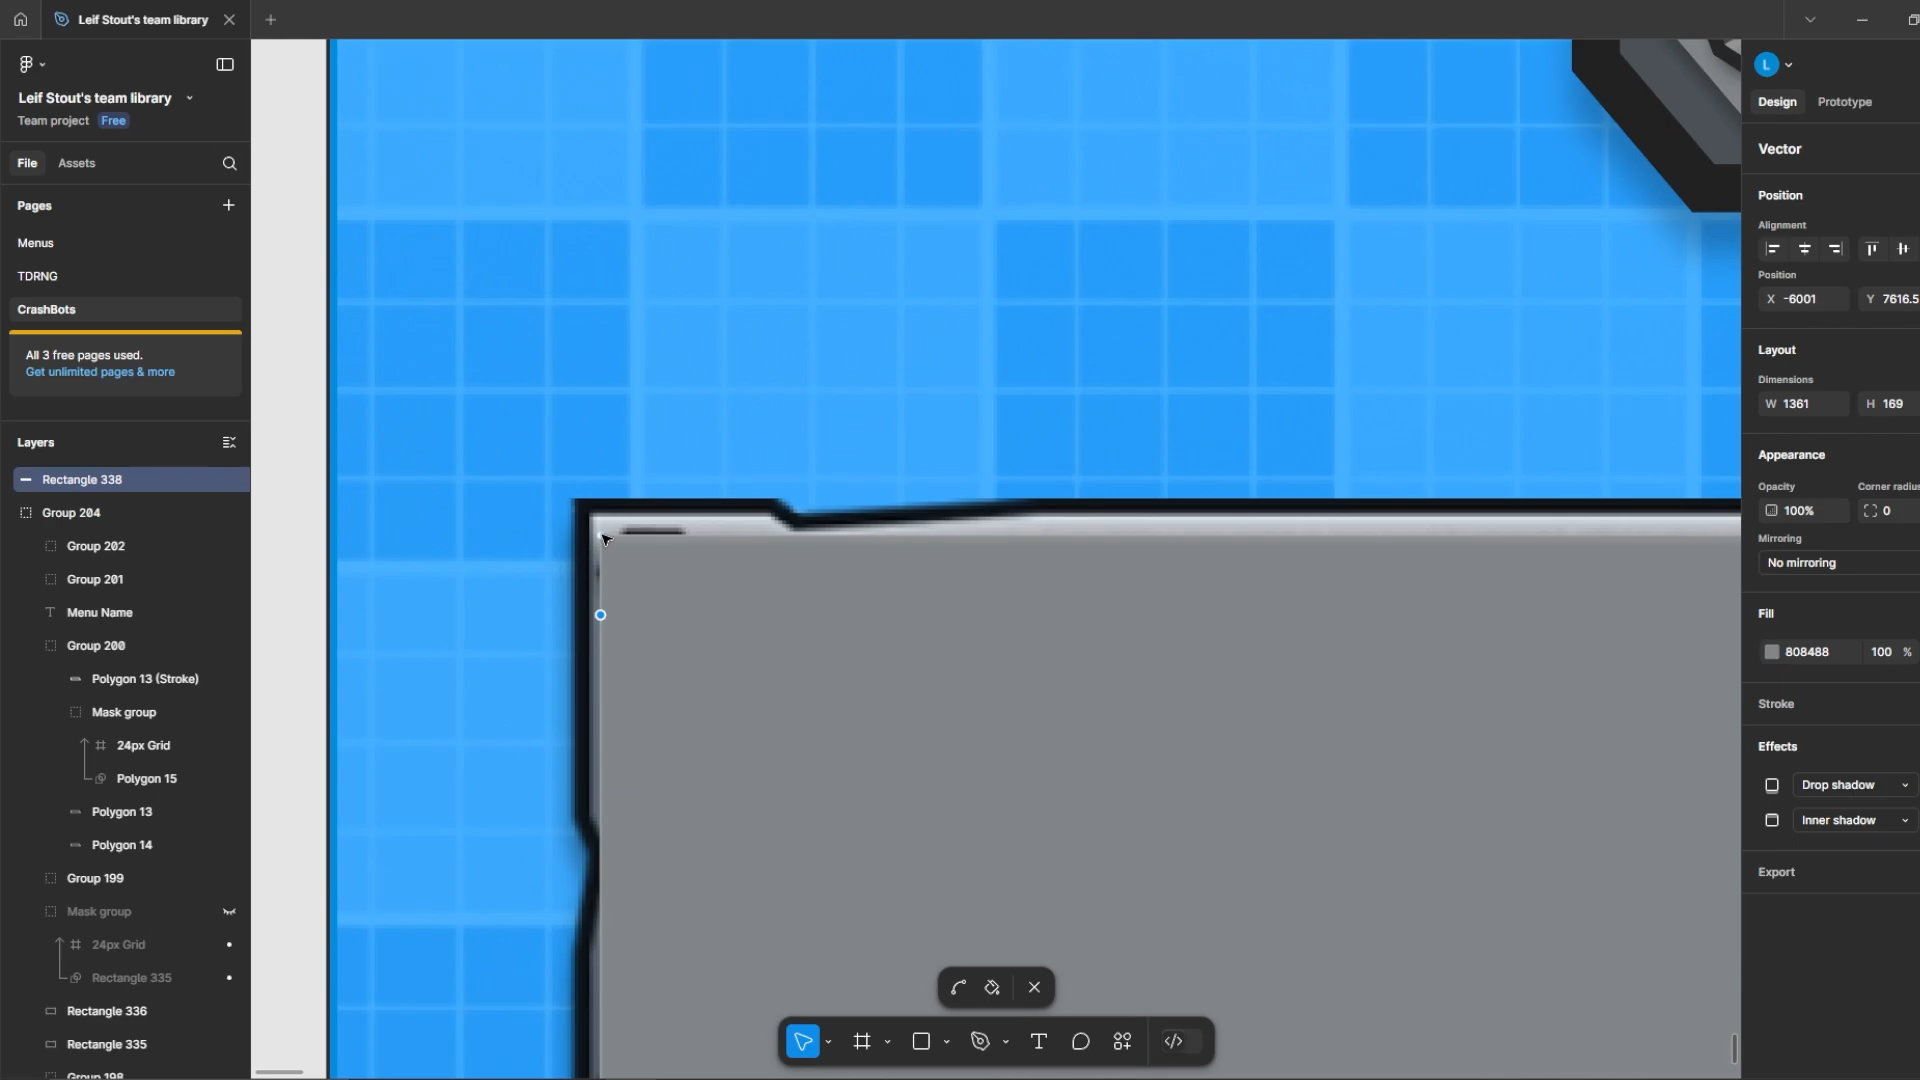 Leif Stout's team library
Leif Stout's team library
Team project Free
File Assets
Pages
Menus
TDRNG
CrashBots
All 3 free pages used.
Get unlimited pages & more
Layers
Rectangle 338
Group 204
Group 202
Group 201
Menu Name
Group 200
Polygon 13 (Stroke)
Mask group
24px Grid
Polygon 15
Polygon 13
Polygon 14
Group 199
Mask group
24px Grid
Rectangle 335
Rectangle 336
Rectangle 335
Group 198
L
Design Prototype
Vector
Position
Alignment
Position
X -6001 Y 7616.5
Layout
Dimensions
W 1361 H 169
Appearance
Opacity Corner radius
100% 0
Mirroring
No mirroring
Fill
808488 100 %
Stroke
Effects
Drop shadow
Inner shadow
Export